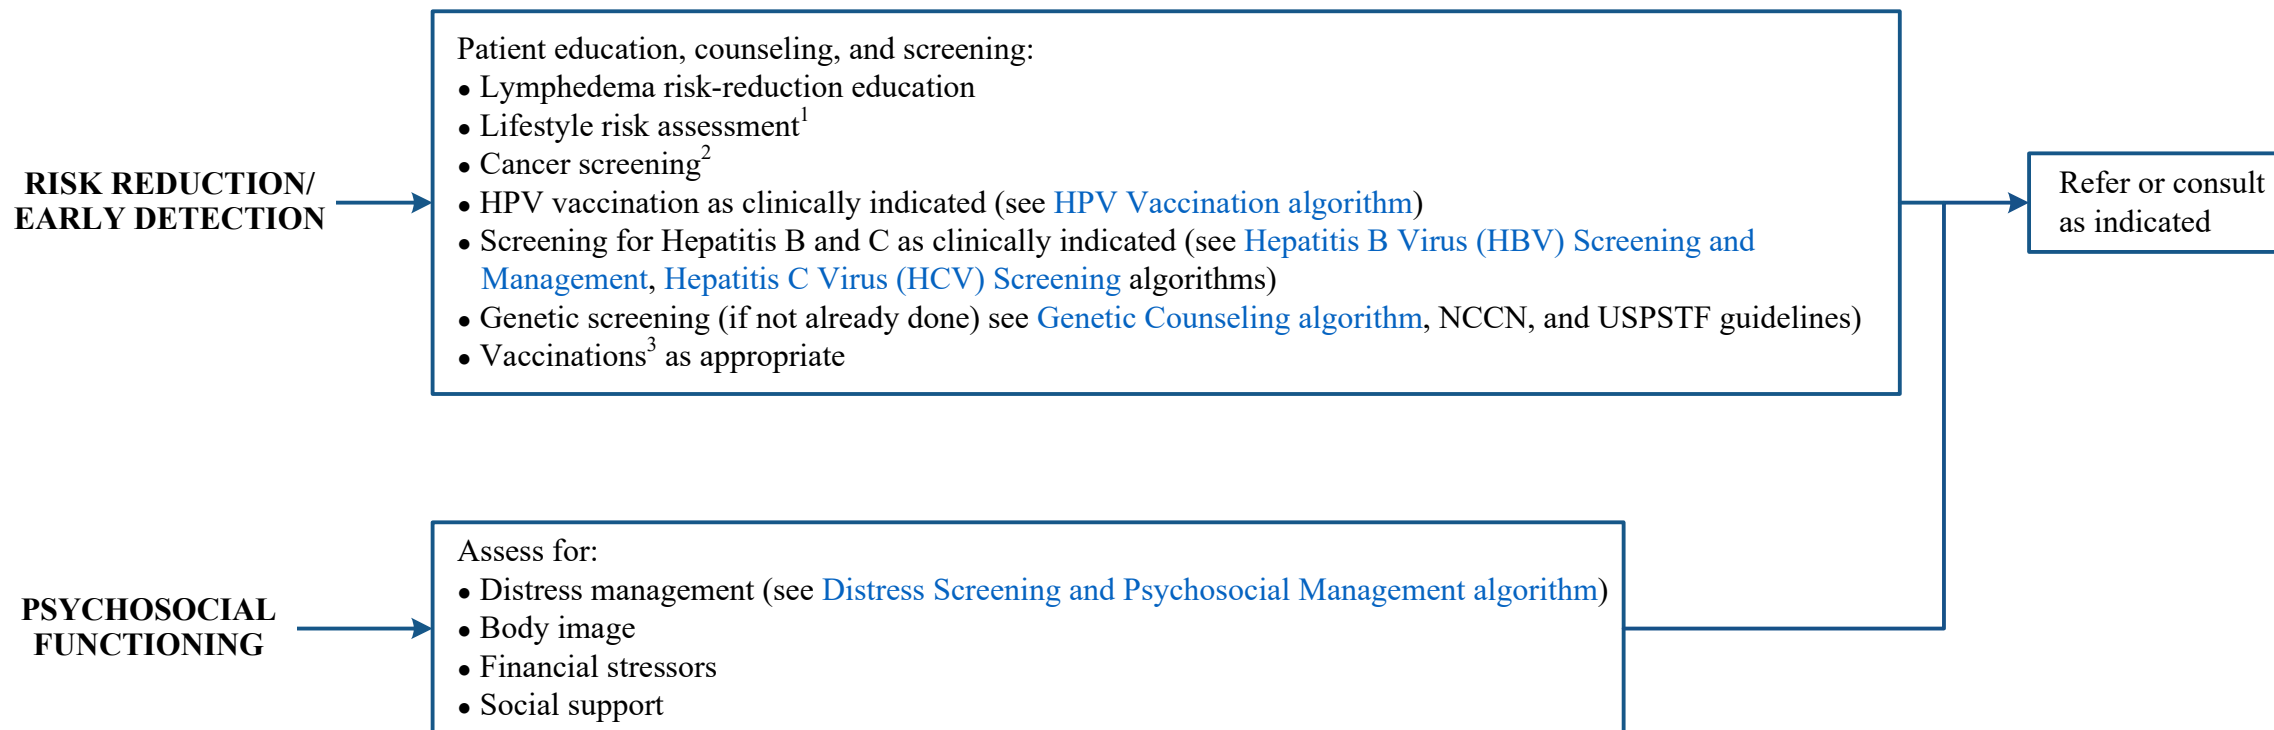 Patient education, counseling, and screening:
● Lymphedema risk-reduction education
● Lifestyle risk assessment1
● Cancer screening2
● HPV vaccination as clinically indicated (see HPV Vaccination algorithm)
● Screening for Hepatitis B and C as clinically indicated (see Hepatitis B Virus (HBV) Screening and
Management, Hepatitis C Virus (HCV) Screening algorithms)
● Genetic screening (if not already done) see Genetic Counseling algorithm, NCCN, and USPSTF guidelines)
● Vaccinations3 as appropriate
RISK REDUCTION/
EARLY DETECTION
Refer or consult
as indicated
Assess for:
● Distress management (see Distress Screening and Psychosocial Management algorithm)
● Body image
● Financial stressors
● Social support
PSYCHOSOCIAL
FUNCTIONING